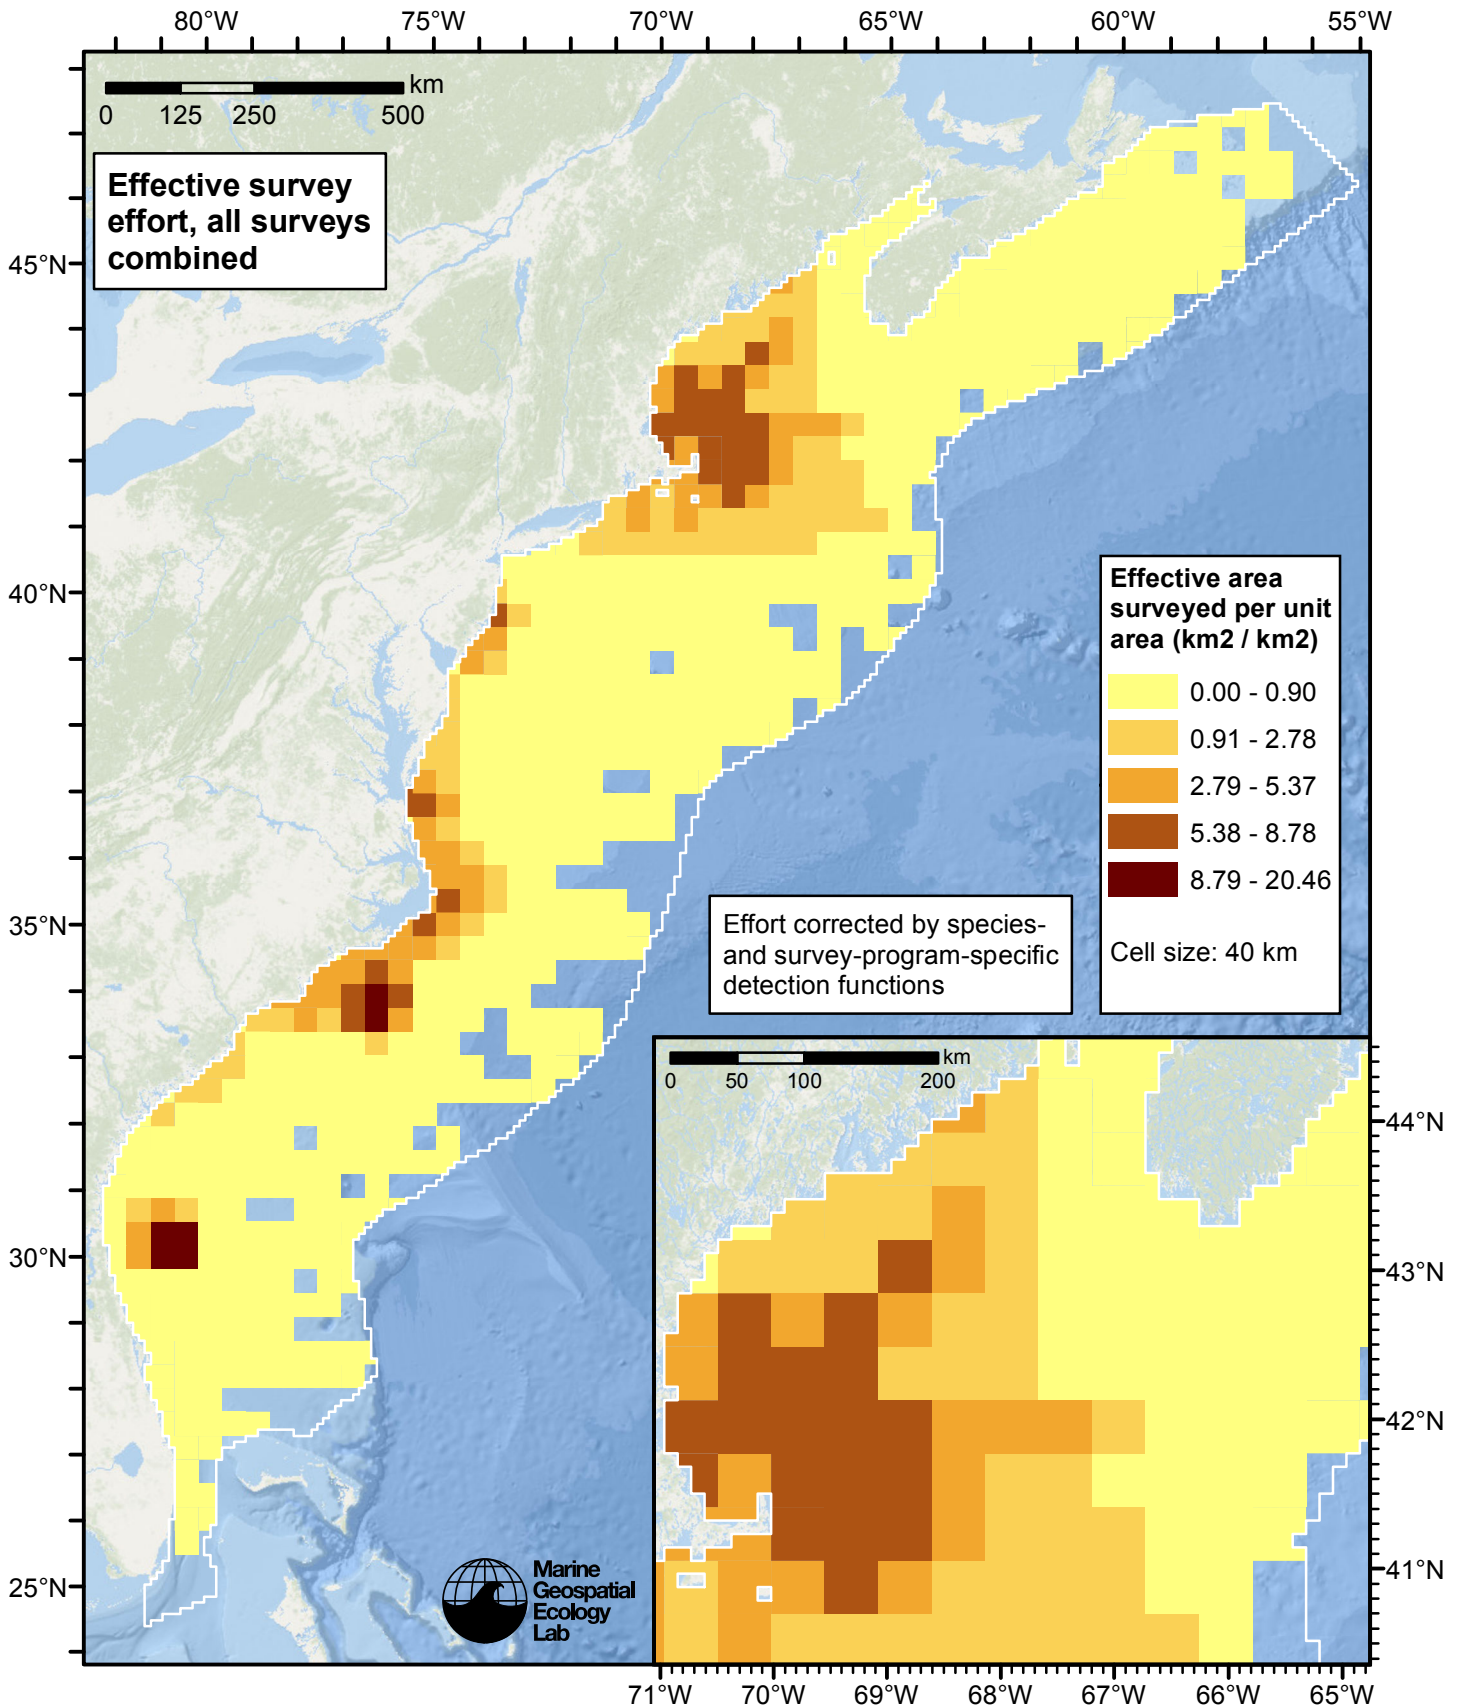 80°W 75°W 70°W 65°W 60°W 55°W
km
0 125 250 500
Effective survey
effort, all surveys
combined
45°N
40°N
35°N
30°N
25°N
Effective area
surveyed per unit
area (km2 / km2)
0.00 - 0.90
0.91 - 2.78
2.79 - 5.37
5.38 - 8.78
8.79 - 20.46
Cell size: 40 km
Effort corrected by species-
and survey-program-specific
detection functions
km
0 50 100 200
44°N
43°N
42°N
41°N
Marine
Geospatial
Ecology
Lab
71°W 70°W 69°W 68°W 67°W 66°W 65°W